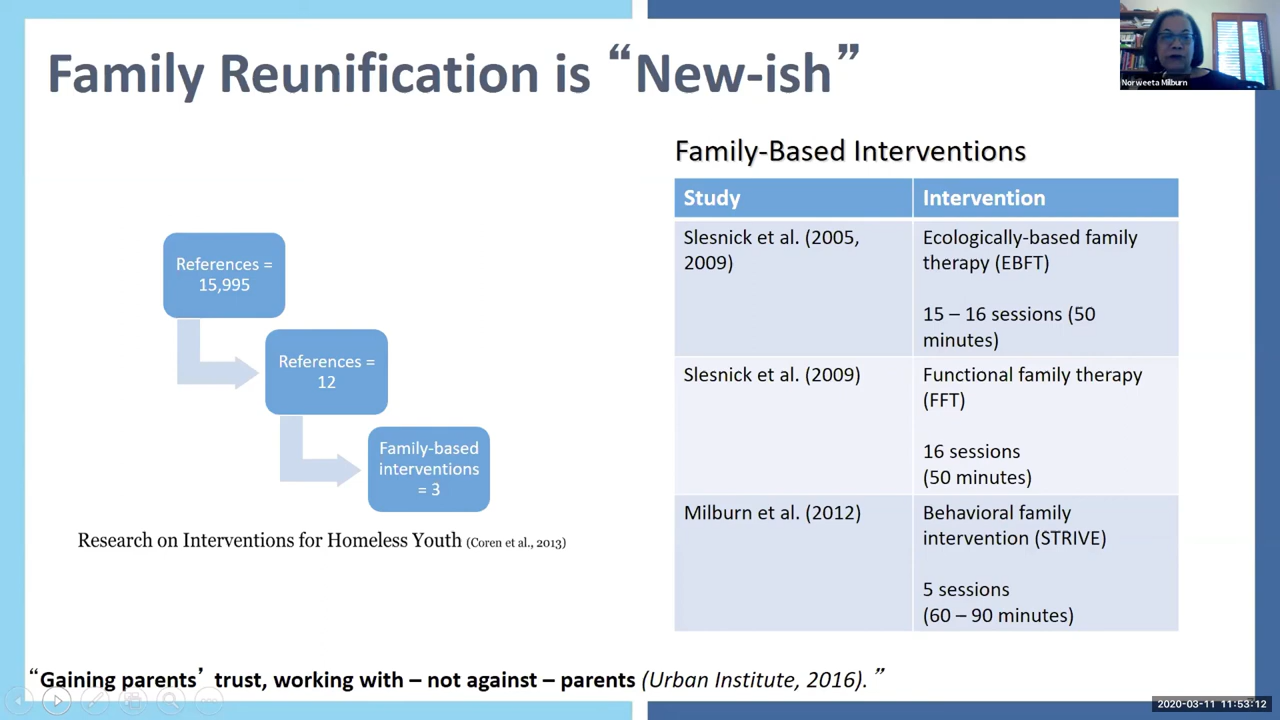 Family Reunification is “New-ish”
Norweeta Milburn
References =
15,995
References =
12
Family-based
interventions
= 3
Research on Interventions for Homeless Youth (Coren et al., 2013)
Family-Based Interventions
Study
Intervention
Slesnick et al. (2005,
2009)
Ecologically-based family
therapy (EBFT)
15 – 16 sessions (50
minutes)
Slesnick et al. (2009)
Functional family therapy
(FFT)
16 sessions
(50 minutes)
Milburn et al. (2012)
Behavioral family
intervention (STRIVE)
5 sessions
(60 – 90 minutes)
“Gaining parents’ trust, working with – not against – parents (Urban Institute, 2016). ”
2020-03-11 11:53:12